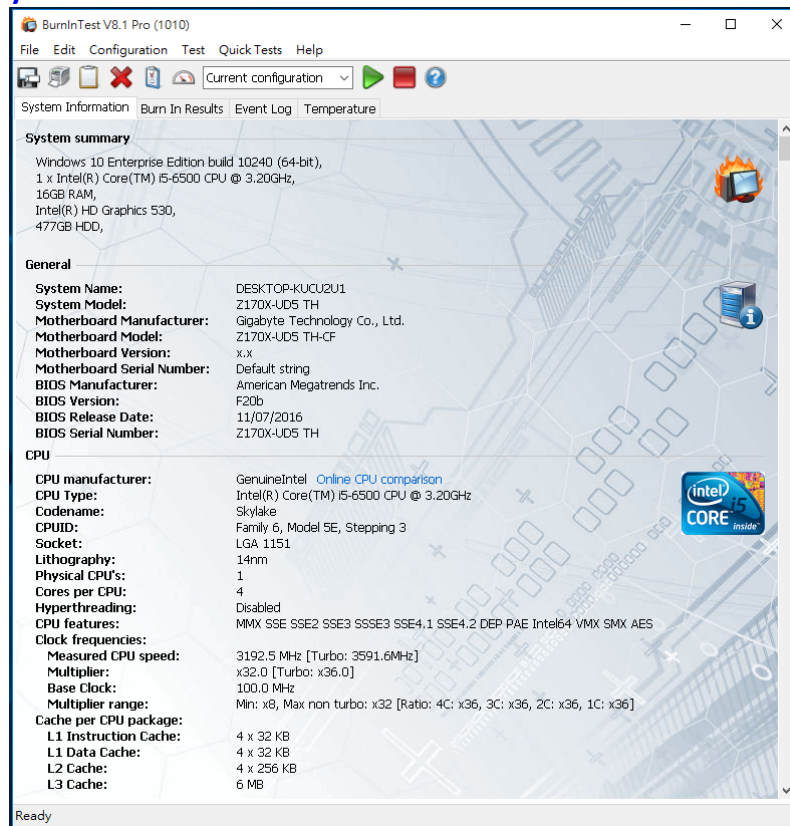 BurnInTest V8.1 Pro (1010)
File Edit Configuration Test Quick Tests Help
Current configuration
System Information Burn In Results Event Log Temperature
System summary
Windows 10 Enterprise Edition build 10240 (64-bit),
1 x Intel(R) Core(TM) i5-6500 CPU @ 3.20GHz,
16GB RAM,
Intel(R) HD Graphics 530,
477GB HDD,
General
System Name: DESKTOP-KUCU2U1
System Model: Z170X-UD5 TH
Motherboard Manufacturer: Gigabyte Technology Co., Ltd.
Motherboard Model: Z170X-UD5 TH-CF
Motherboard Version: x.x
Motherboard Serial Number: Default string
BIOS Manufacturer: American Megatrends Inc.
BIOS Version: F20b
BIOS Release Date: 11/07/2016
BIOS Serial Number: Z170X-UD5 TH
CPU
CPU manufacturer: GenuineIntel Online CPU comparison
CPU Type: Intel(R) Core(TM) i5-6500 CPU @ 3.20GHz
Codename: Skylake
CPUID: Family 6, Model 5E, Stepping 3
Socket: LGA 1151
Lithography: 14nm
Physical CPU's: 1
Cores per CPU: 4
Hyperthreading: Disabled
CPU features: MMX SSE SSE2 SSE3 SSSE3 SSE4.1 SSE4.2 DEP PAE Intel64 VMX SMX AES
Clock frequencies:
Measured CPU speed: 3192.5 MHz [Turbo: 3591.6MHz]
Multiplier: x32.0 [Turbo: x36.0]
Base Clock: 100.0 MHz
Multiplier range: Min: x8, Max non turbo: x32 [Ratio: 4C: x36, 3C: x36, 2C: x36, 1C: x36]
Cache per CPU package:
L1 Instruction Cache: 4 x 32 KB
L1 Data Cache: 4 x 32 KB
L2 Cache: 4 x 256 KB
L3 Cache: 6 MB
intel i5
CORE inside
Ready